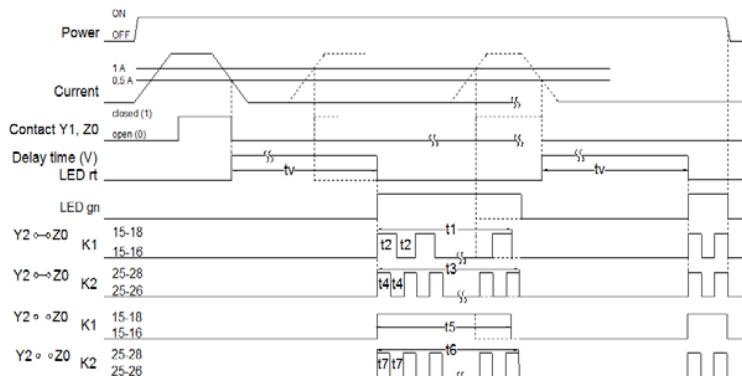 Power
ON
OFF
Current
1 A
0,5 A
Contact Y1, Z0
closed (1)
open (0)
Delay time (V)
LED rt
tv
tv
LED gn
Y2 Z0 K1
15-18
15-16
t1
t2 t2
Y2 Z0 K2
25-28
25-26
t3
t4 t4
Y2 Z0 K1
15-18
15-16
t5
Y2 Z0 K2
25-28
25-26
t6
t7 t7